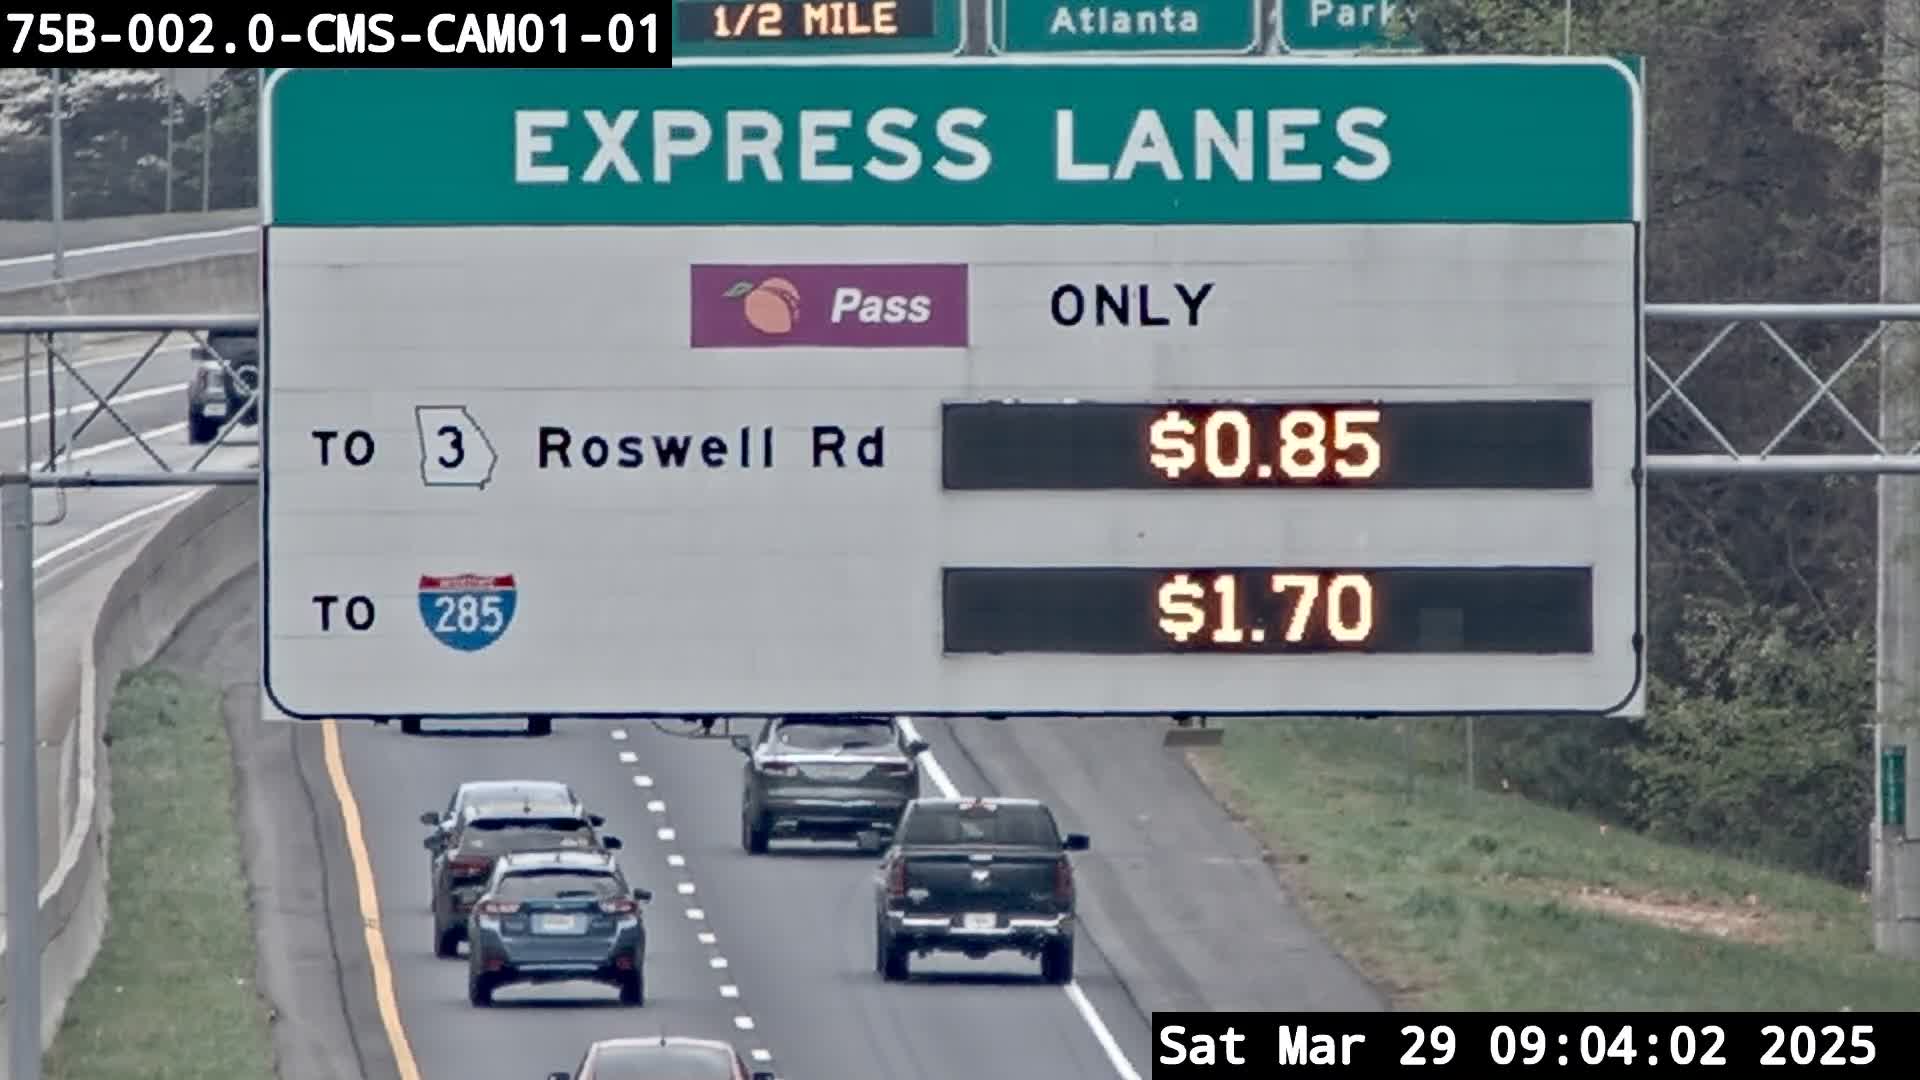 75B-002.0-CMS-CAM01-01
1/2 MILE
Atlanta
EXPRESS LANES
Pass ONLY
TO 3 Roswell Rd $0.85
TO 285 $1.70
Sat Mar 29 09:04:02 2025